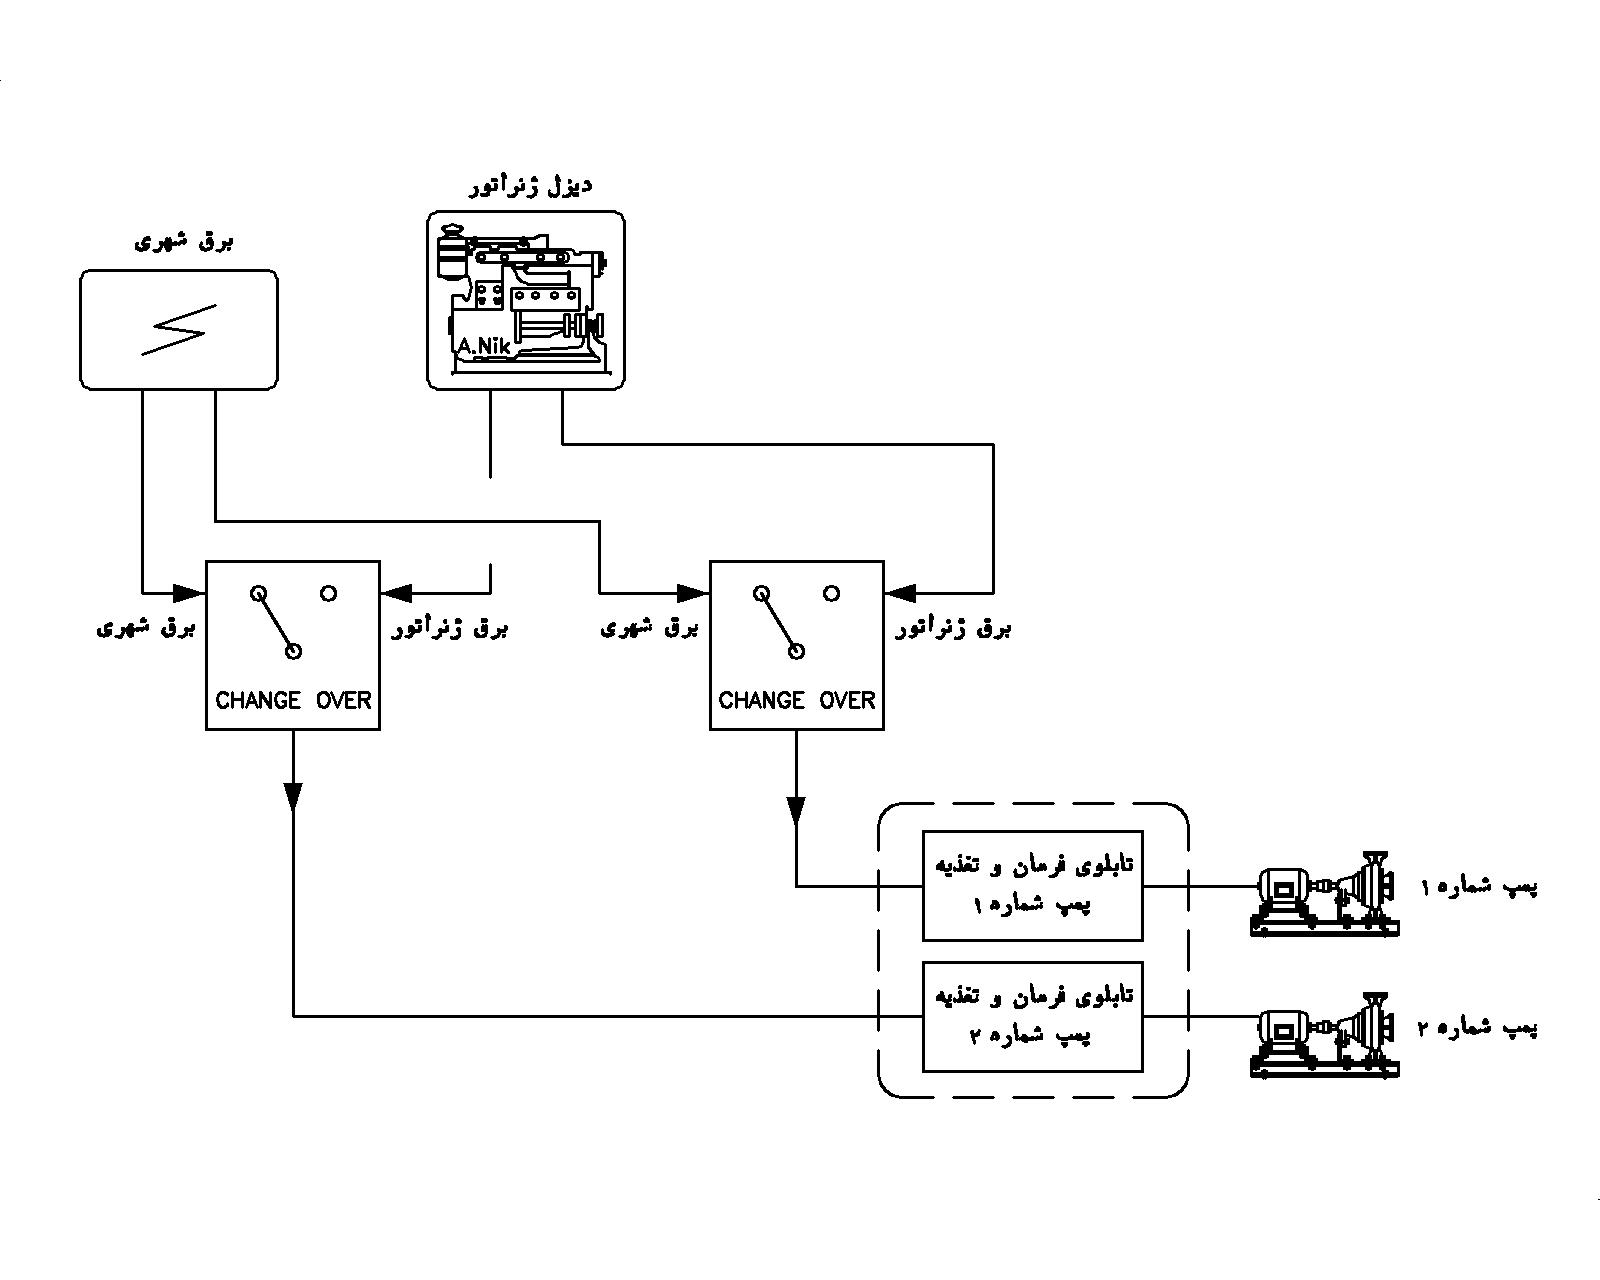 دیزل ژنراتور
برق شهری
A.Nik
برق شهری
برق ژنراتور
برق شهری
برق ژنراتور
CHANGE OVER
CHANGE OVER
تابلوی فرمان و تغذیه
پمپ شماره ۱
پمپ شماره ۱
تابلوی فرمان و تغذیه
پمپ شماره ۲
پمپ شماره ۲